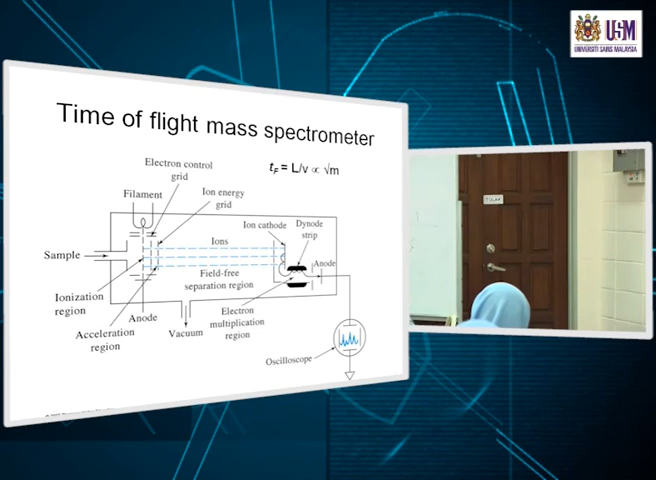 USM
UNIVERSITI SAINS MALAYSIA
Time of flight mass spectrometer
tF = L/v ∝ √m
Electron control
grid
Filament
Ion energy
grid
Ion cathode
Dynode
strip
Ions
Anode
Sample
Field-free
separation region
Ionization
region
Anode
Acceleration
region
Vacuum
Electron
multiplication
region
Oscilloscope